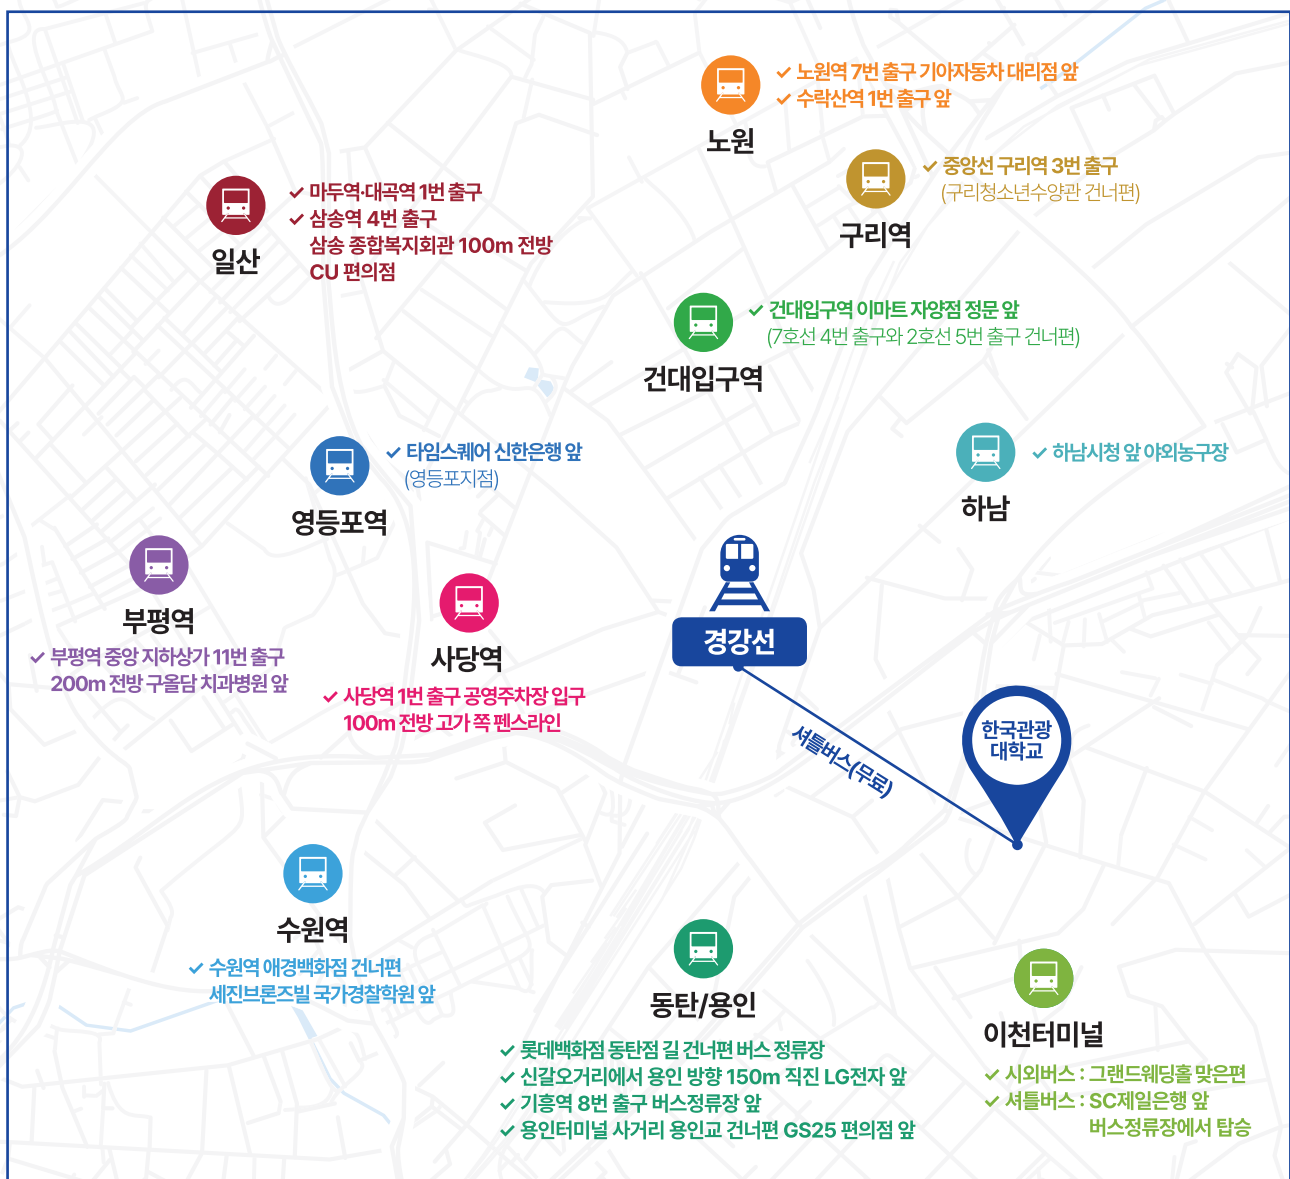 ✓ 노원역 7번 출구 기아자동차 대리점 앞
✓ 수락산역 1번 출구 앞
노원
✓ 중앙선 구리역 3번 출구
(구리청소년수양관 건너편)
구리역
✓ 마두역·대곡역 1번 출구
✓ 삼송역 4번 출구
삼송 종합복지회관 100m 전방
CU 편의점
일산
✓ 건대입구역 이마트 자양점 정문 앞
(7호선 4번 출구와 2호선 5번 출구 건너편)
건대입구역
✓ 타임스퀘어 신한은행 앞
(영등포지점)
영등포역
✓ 하남시청 앞 야외농구장
하남
부평역
✓ 부평역 중앙 지하상가 11번 출구
200m 전방 구올담 치과병원 앞
사당역
✓ 사당역 1번 출구 공영주차장 입구
100m 전방 고가 쪽 펜스라인
경강선
셔틀버스(무료)
한국관광
대학교
수원역
✓ 수원역 애경백화점 건너편
세진브론즈빌 국가경찰학원 앞
동탄/용인
✓ 롯데백화점 동탄점 길 건너편 버스 정류장
✓ 신갈오거리에서 용인 방향 150m 직진 LG전자 앞
✓ 기흥역 8번 출구 버스정류장 앞
✓ 용인터미널 사거리 용인교 건너편 GS25 편의점 앞
이천터미널
✓ 시외버스 : 그랜드웨딩홀 맞은편
✓ 셔틀버스 : SC제일은행 앞
버스정류장에서 탑승